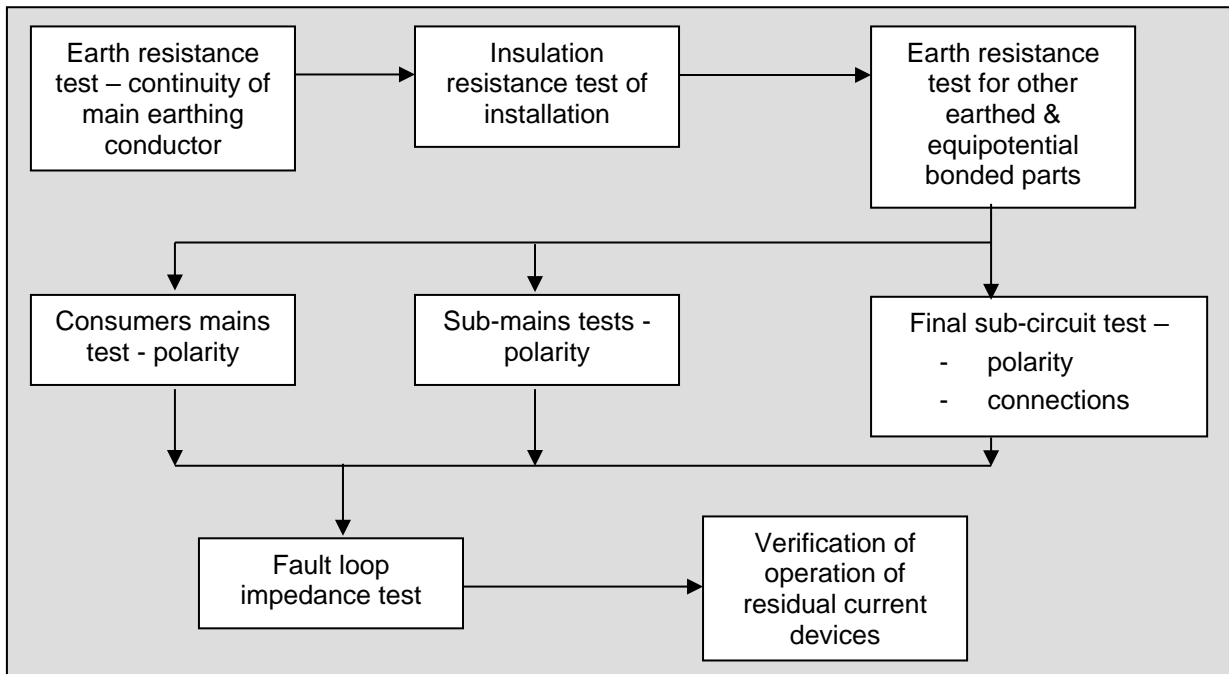 Earth resistance
test – continuity of
main earthing
conductor
Insulation
resistance test of
installation
Earth resistance
test for other
earthed &
equipotential
bonded parts
Consumers mains
test - polarity
Sub-mains tests -
polarity
Final sub-circuit test –
- polarity
- connections
Fault loop
impedance test
Verification of
operation of
residual current
devices